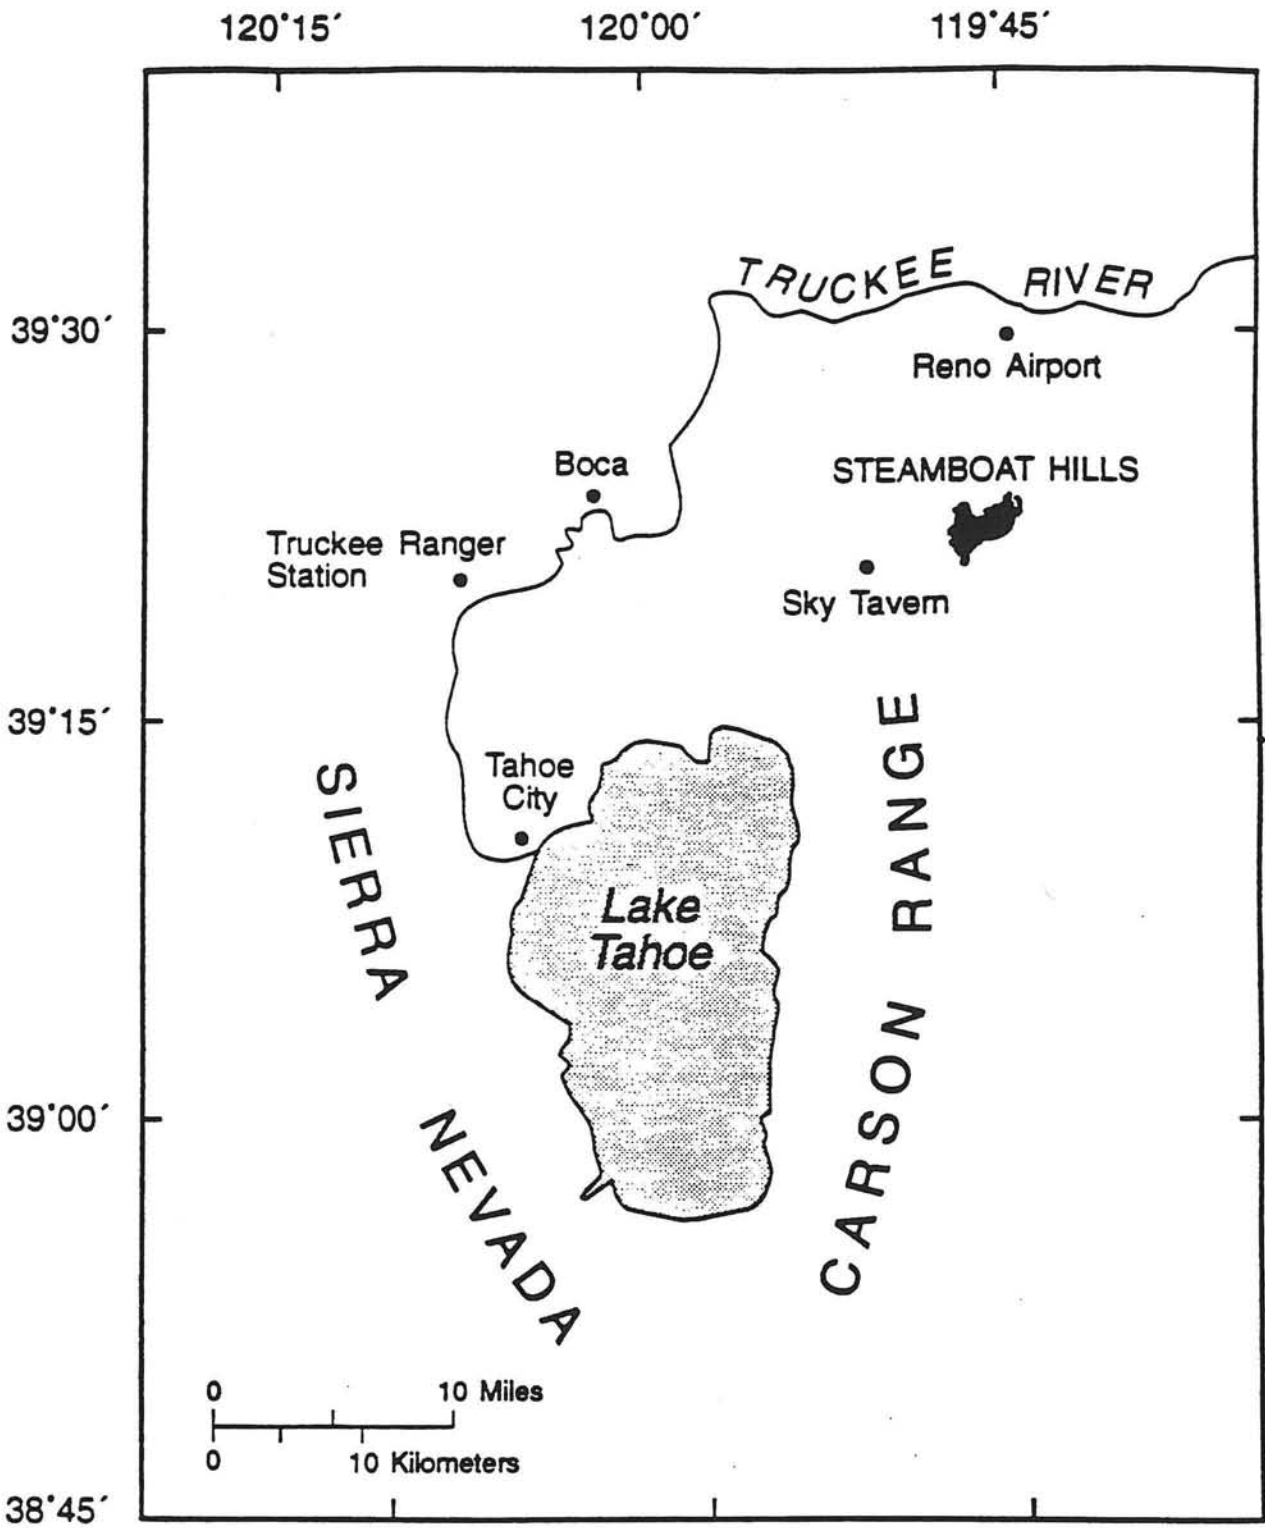 120°15´ 120°00´ 119°45´
TRUCKEE RIVER
39°30´
Reno Airport
Boca
STEAMBOAT HILLS
Truckee Ranger
Station
Sky Tavern
39°15´
Tahoe
City
SIERRA NEVADA
CARSON RANGE
Lake
Tahoe
39°00´
0 10 Miles
0 10 Kilometers
38°45´